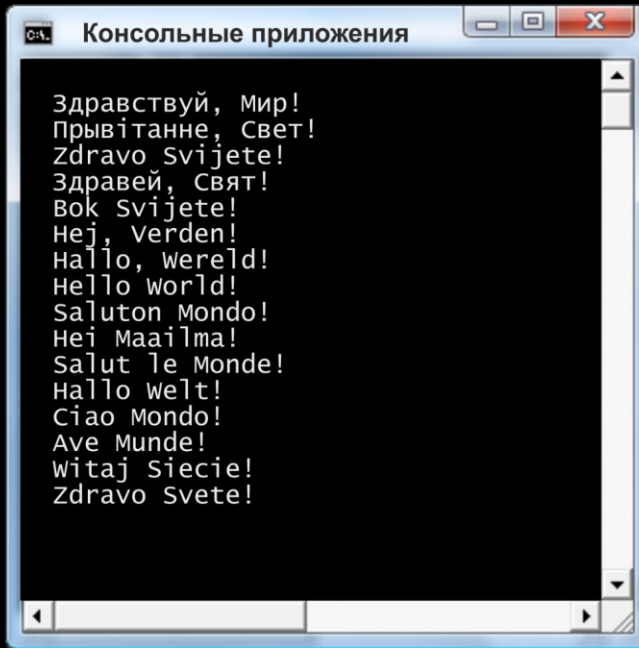 Консольные приложения
Здравствуй, Мир!
Прывітанне, Свет!
Zdravo Svijete!
Здравей, Свят!
Bok Svijete!
Hej, Verden!
Hallo, Wereld!
Hello World!
Saluton Mondo!
Hei Maailma!
Salut le Monde!
Hallo Welt!
Ciao Mondo!
Ave Munde!
Witaj Siecie!
Zdravo Svete!